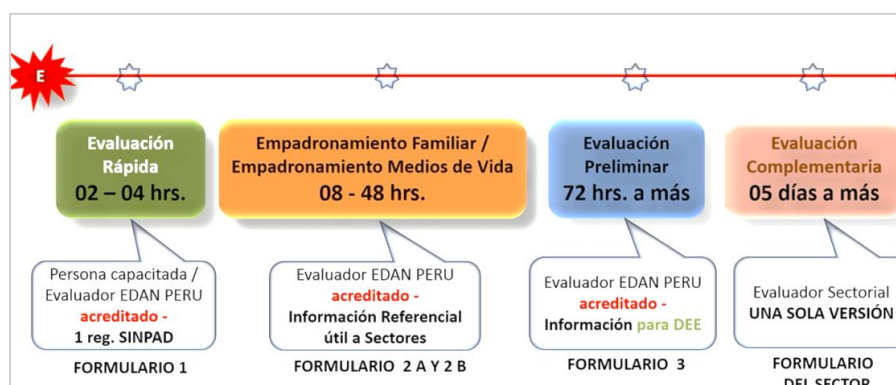 E
Evaluación
Rápida
02 – 04 hrs.
Empadronamiento Familiar /
Empadronamiento Medios de Vida
08 - 48 hrs.
Evaluación
Preliminar
72 hrs. a más
Evaluación
Complementaria
05 días a más
Persona capacitada /
Evaluador EDAN PERU
acreditado -
1 reg. SINPAD
FORMULARIO 1
Evaluador EDAN PERU
acreditado -
Información Referencial
útil a Sectores
FORMULARIO 2 A Y 2 B
Evaluador EDAN PERU
acreditado -
Información para DEE
FORMULARIO 3
Evaluador Sectorial
UNA SOLA VERSIÓN
FORMULARIO
DEL SECTOR